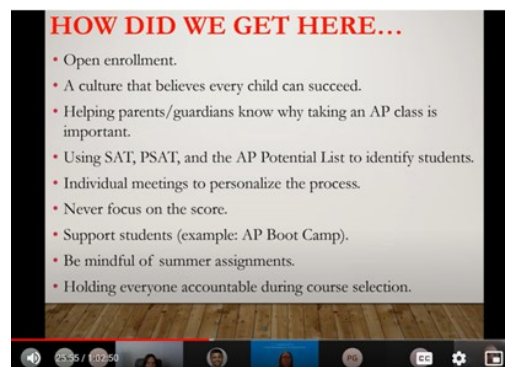 HOW DID WE GET HERE…
• Open enrollment.
• A culture that believes every child can succeed.
• Helping parents/guardians know why taking an AP class is
important.
• Using SAT, PSAT, and the AP Potential List to identify students.
• Individual meetings to personalize the process.
• Never focus on the score.
• Support students (example: AP Boot Camp).
• Be mindful of summer assignments.
• Holding everyone accountable during course selection.
25:55 / 1:02:50
PG
CC